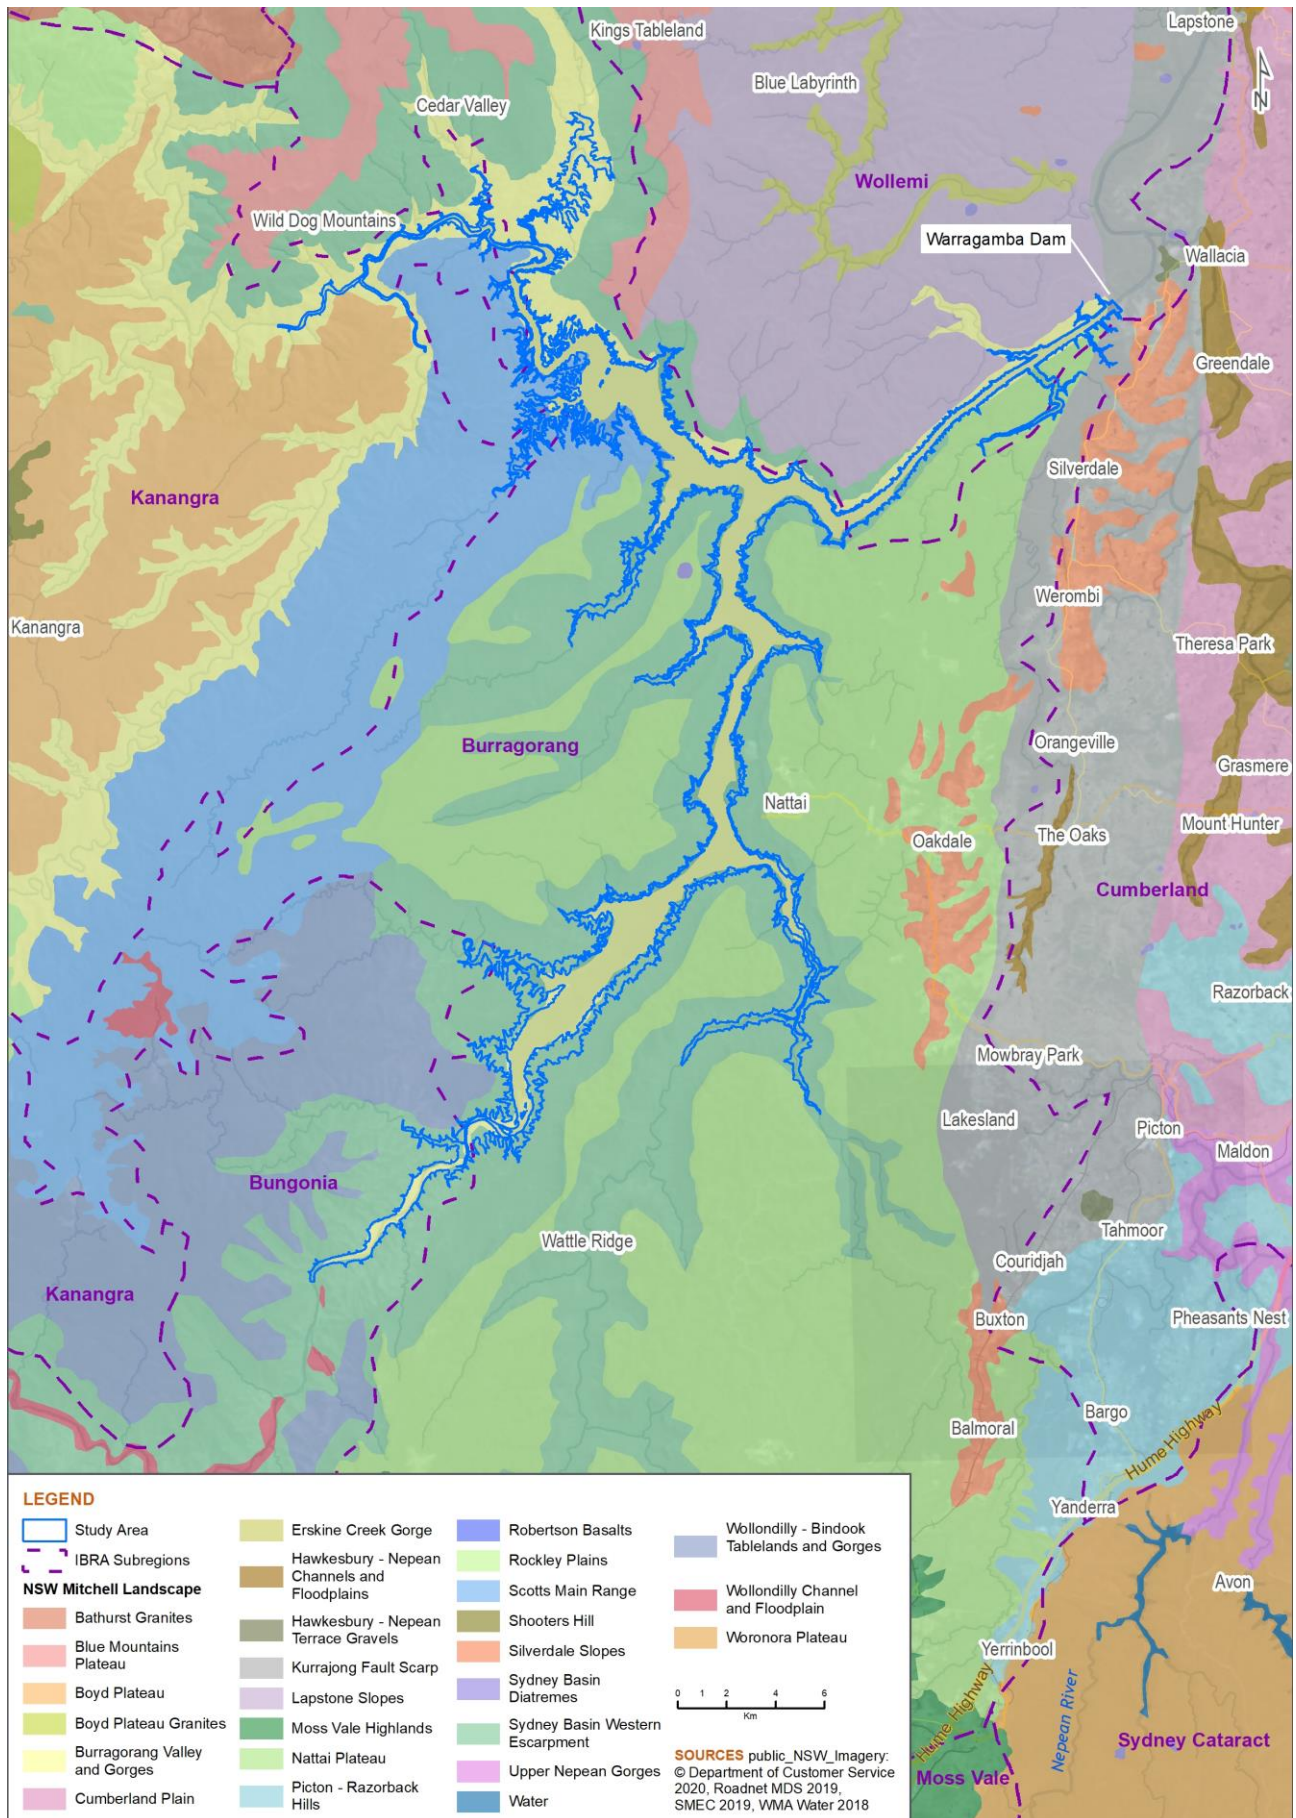 Lapstone
Kings Tableland
Blue Labyrinth
N
Cedar Valley
Wollemi
Wild Dog Mountains
Warragamba Dam
Wallacia
Greendale
Silverdale
Kanangra
Werombi
Kanangra
Theresa Park
Burragorang
Orangeville
Grasmere
Nattai
Mount Hunter
The Oaks
Oakdale
Cumberland
Razorback
Mowbray Park
Lakesland
Picton
Maldon
Bungonia
Tahmoor
Wattle Ridge
Couridjah
Kanangra
Buxton
Pheasants Nest
Bargo
Balmoral
Hume Highway
Yanderra
Avon
Yerrinbool
Hume Highway
Nepean River
Sydney Cataract
Moss Vale
LEGEND
Study Area
IBRA Subregions
NSW Mitchell Landscape
Bathurst Granites
Blue Mountains
Plateau
Boyd Plateau
Boyd Plateau Granites
Burragorang Valley
and Gorges
Cumberland Plain
Erskine Creek Gorge
Hawkesbury - Nepean
Channels and
Floodplains
Hawkesbury - Nepean
Terrace Gravels
Kurrajong Fault Scarp
Lapstone Slopes
Moss Vale Highlands
Nattai Plateau
Picton - Razorback
Hills
Robertson Basalts
Rockley Plains
Scotts Main Range
Shooters Hill
Silverdale Slopes
Sydney Basin
Diatremes
Sydney Basin Western
Escarpment
Upper Nepean Gorges
Water
Wollondilly - Bindook
Tablelands and Gorges
Wollondilly Channel
and Floodplain
Woronora Plateau
0 1 2 4 6
Km
SOURCES public_NSW_Imagery:
© Department of Customer Service
2020, Roadnet MDS 2019,
SMEC 2019, WMA Water 2018